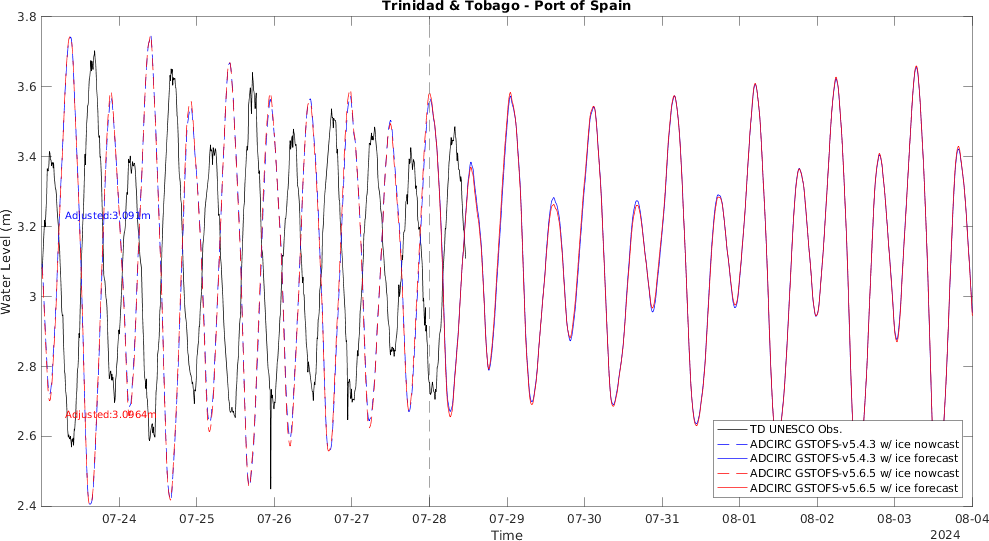 Trinidad & Tobago - Port of Spain
3.8
3.6
3.4
3.2
3
2.8
2.6
2.4
Water Level (m)
Adjusted:3.091m
Adjusted:3.0964m
TD UNESCO Obs.
ADCIRC GSTOFS-v5.4.3 w/ ice nowcast
ADCIRC GSTOFS-v5.4.3 w/ ice forecast
ADCIRC GSTOFS-v5.6.5 w/ ice nowcast
ADCIRC GSTOFS-v5.6.5 w/ ice forecast
07-24 07-25 07-26 07-27 07-28 07-29 07-30 07-31 08-01 08-02 08-03 08-04
Time
2024